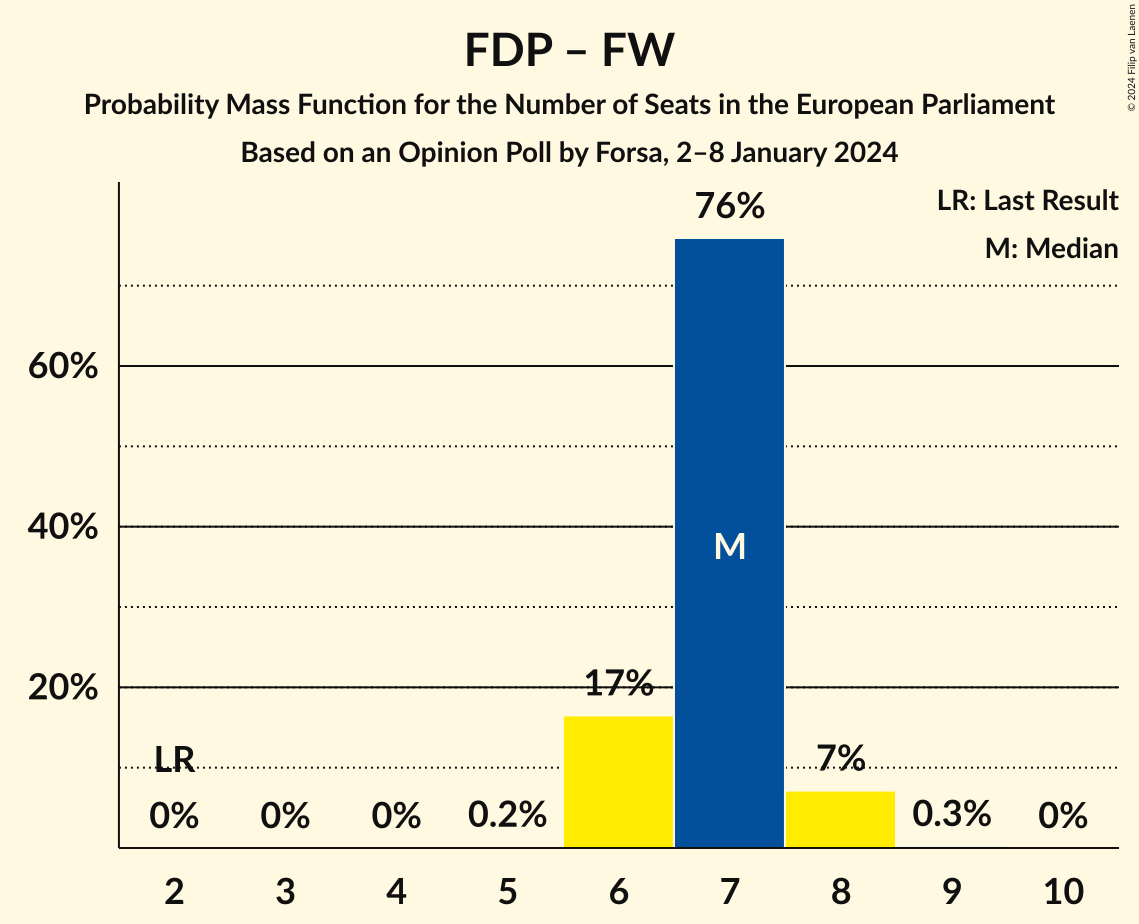 FDP – FW
Probability Mass Function for the Number of Seats in the European Parliament
Based on an Opinion Poll by Forsa, 2–8 January 2024
© 2024 Filip van Laenen
LR: Last Result
M: Median
76%
60%
40%
M
20%
17%
LR
7%
0%
0%
0%
0.2%
0.3%
0%
2 3 4 5 6 7 8 9 10